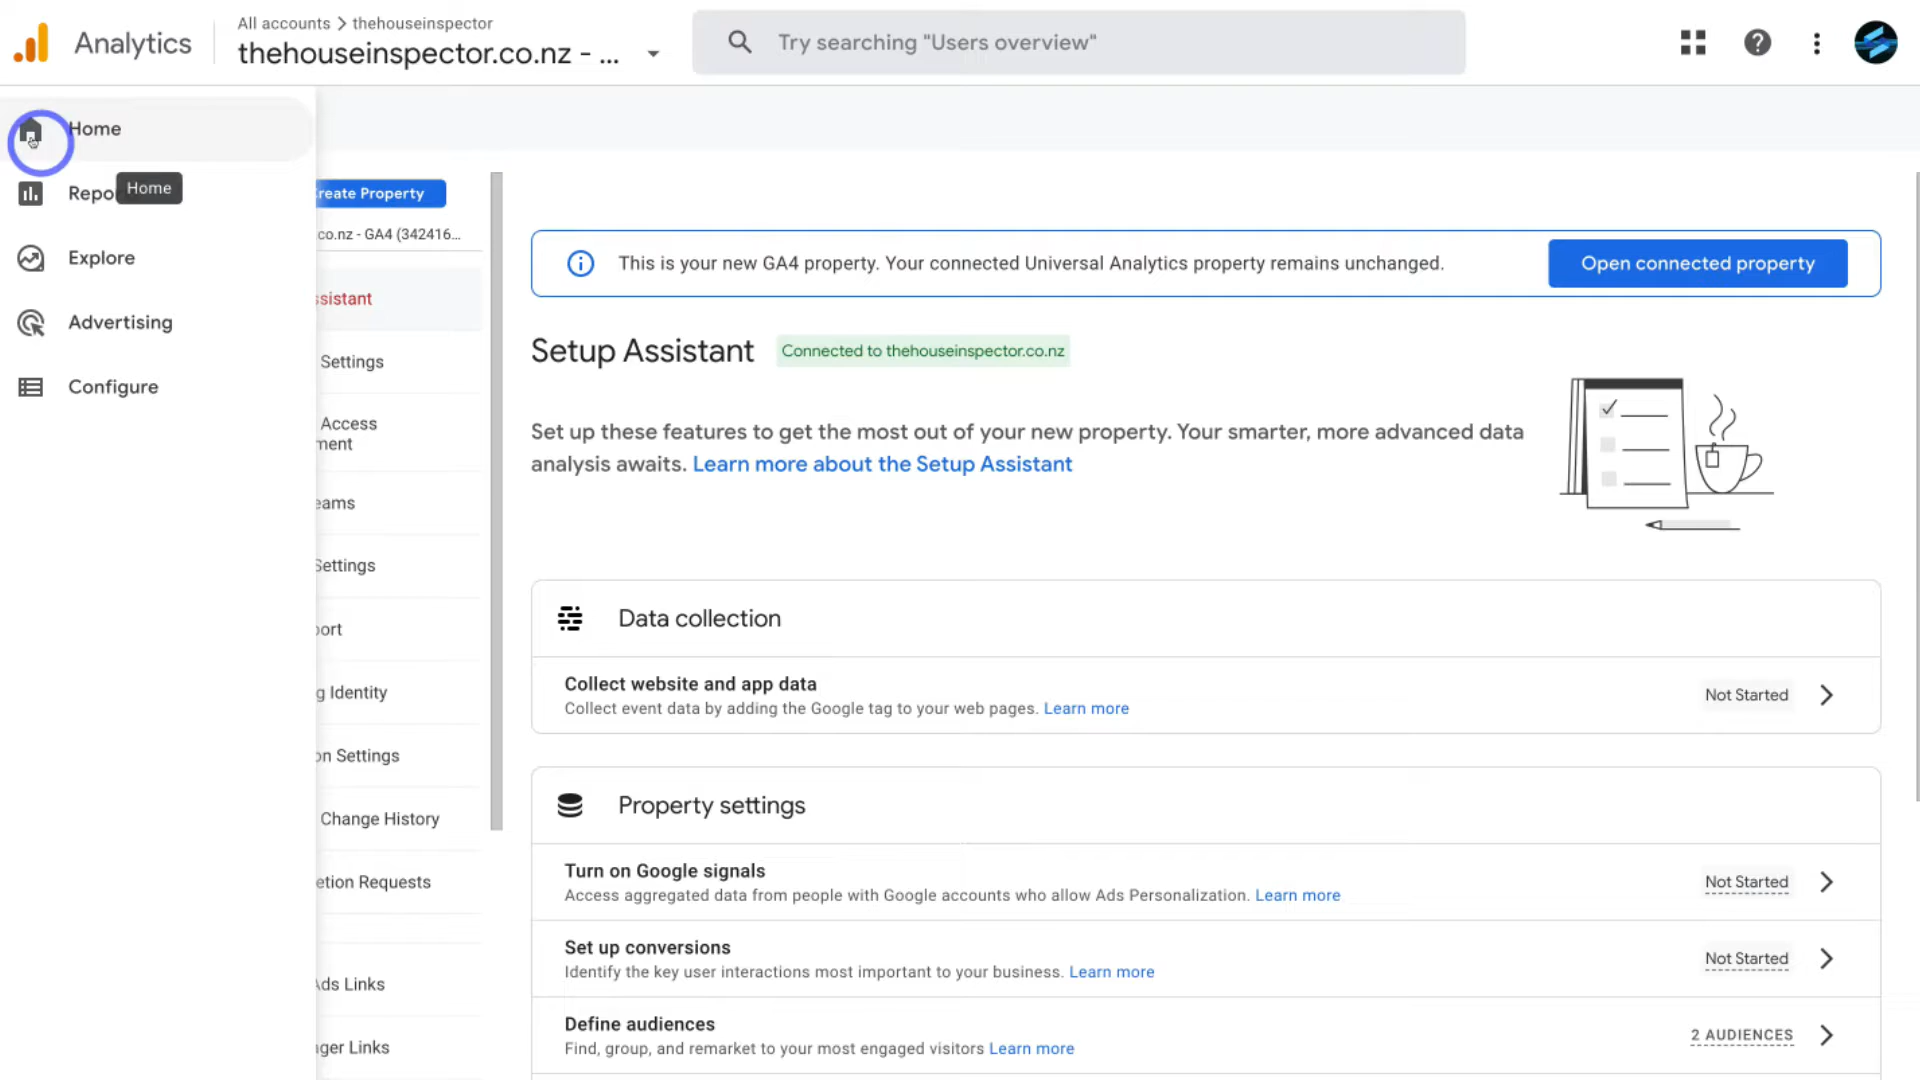 Analytics
All accounts > thehouseinspector
thehouseinspector.co.nz - ...
Try searching "Users overview"
Home
Repo
Home
Explore
Advertising
Configure
reate Property
co.nz - GA4 (342416...
ssistant
Settings
Access
ment
eams
Settings
port
g Identity
on Settings
Change History
etion Requests
Ads Links
ger Links
This is your new GA4 property. Your connected Universal Analytics property remains unchanged.
Open connected property
Setup Assistant
Connected to thehouseinspector.co.nz
Set up these features to get the most out of your new property. Your smarter, more advanced data
analysis awaits. Learn more about the Setup Assistant
Data collection
Collect website and app data
Collect event data by adding the Google tag to your web pages. Learn more
Not Started
Property settings
Turn on Google signals
Access aggregated data from people with Google accounts who allow Ads Personalization. Learn more
Not Started
Set up conversions
Identify the key user interactions most important to your business. Learn more
Not Started
Define audiences
Find, group, and remarket to your most engaged visitors Learn more
2 AUDIENCES